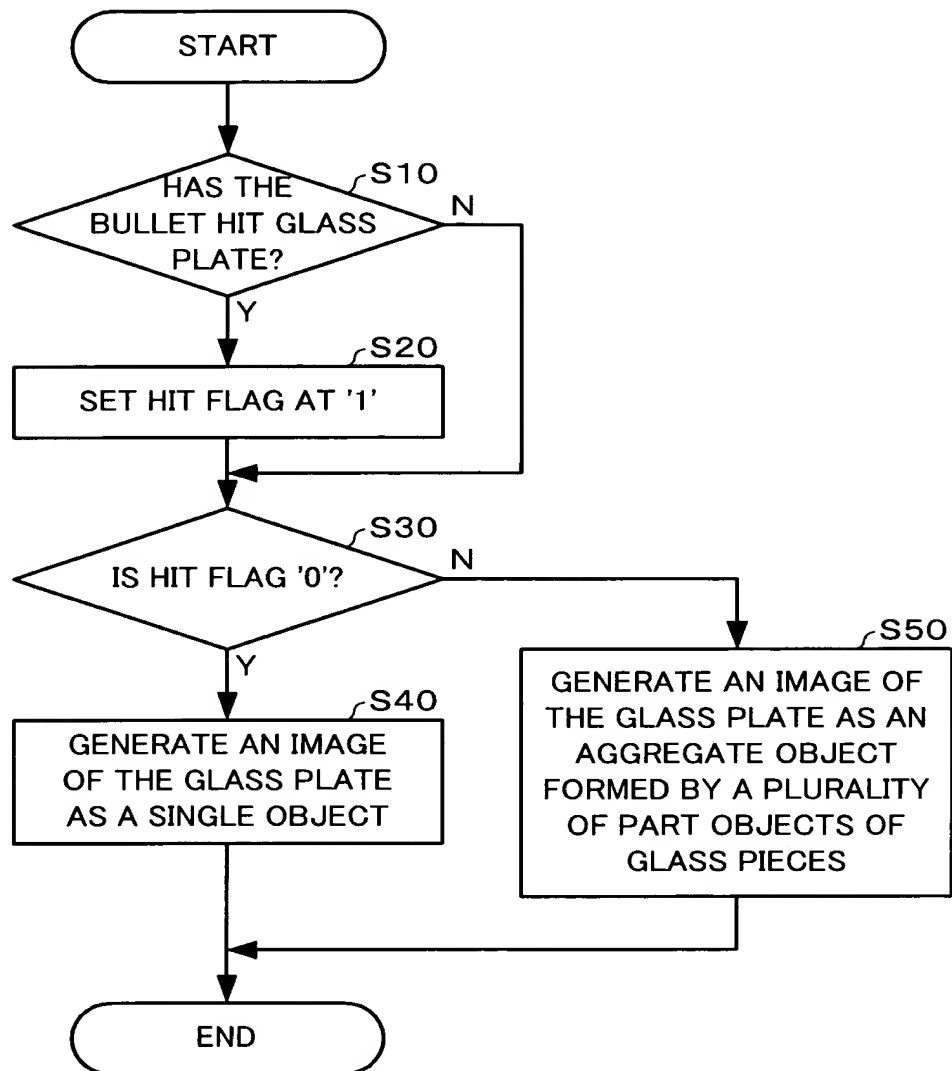 START
S10
HAS THE
BULLET HIT GLASS
PLATE?
N
Y
S20
SET HIT FLAG AT '1'
S30
IS HIT FLAG '0'?
N
Y
S40
GENERATE AN IMAGE
OF THE GLASS PLATE
AS A SINGLE OBJECT
S50
GENERATE AN IMAGE OF
THE GLASS PLATE AS AN
AGGREGATE OBJECT
FORMED BY A PLURALITY
OF PART OBJECTS OF
GLASS PIECES
END